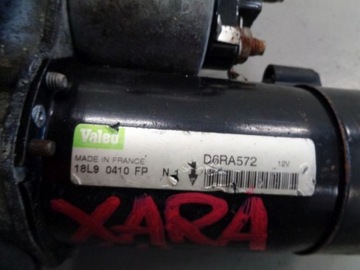 Valeo
MADE IN FRANCE
18L9 0410 FP
D6RA572 12V
XARA